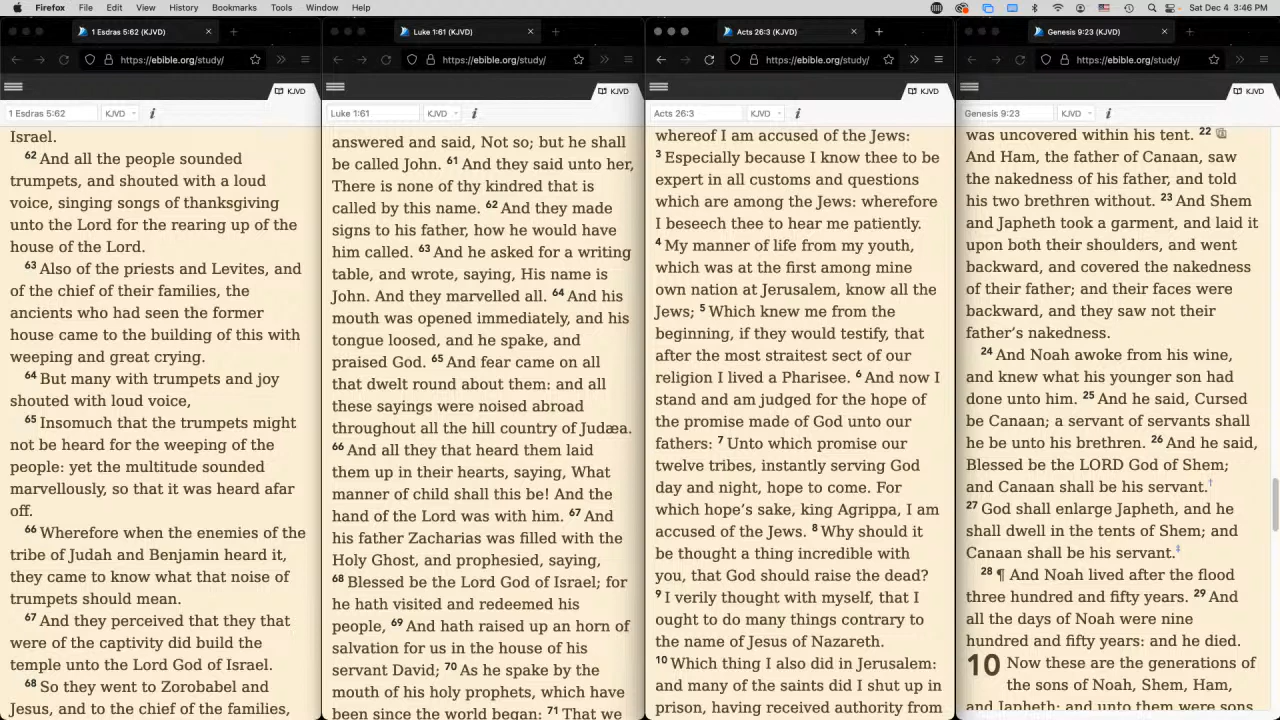 Firefox File Edit View History Bookmarks Tools Window Help Sat Dec 4 3:46 PM
1 Esdras 5:62 (KJVD)
https://ebible.org/study/
KJVD
1 Esdras 5:62 KJVD
Israel.
62 And all the people sounded
trumpets, and shouted with a loud
voice, singing songs of thanksgiving
unto the Lord for the rearing up of the
house of the Lord.
63 Also of the priests and Levites, and
of the chief of their families, the
ancients who had seen the former
house came to the building of this with
weeping and great crying.
64 But many with trumpets and joy
shouted with loud voice,
65 Insomuch that the trumpets might
not be heard for the weeping of the
people: yet the multitude sounded
marvellously, so that it was heard afar
off.
66 Wherefore when the enemies of the
tribe of Judah and Benjamin heard it,
they came to know what that noise of
trumpets should mean.
67 And they perceived that they that
were of the captivity did build the
temple unto the Lord God of Israel.
68 So they went to Zorobabel and
Jesus, and to the chief of the families,
Luke 1:61 (KJVD)
https://ebible.org/study/
KJVD
Luke 1:61 KJVD
answered and said, Not so; but he shall
be called John. 61 And they said unto her,
There is none of thy kindred that is
called by this name. 62 And they made
signs to his father, how he would have
him called. 63 And he asked for a writing
table, and wrote, saying, His name is
John. And they marvelled all. 64 And his
mouth was opened immediately, and his
tongue loosed, and he spake, and
praised God. 65 And fear came on all
that dwelt round about them: and all
these sayings were noised abroad
throughout all the hill country of Judæa.
66 And all they that heard them laid
them up in their hearts, saying, What
manner of child shall this be! And the
hand of the Lord was with him. 67 And
his father Zacharias was filled with the
Holy Ghost, and prophesied, saying,
68 Blessed be the Lord God of Israel; for
he hath visited and redeemed his
people, 69 And hath raised up an horn of
salvation for us in the house of his
servant David; 70 As he spake by the
mouth of his holy prophets, which have
been since the world began: 71 That we
Acts 26:3 (KJVD)
https://ebible.org/study/
KJVD
Acts 26:3 KJVD
whereof I am accused of the Jews:
3 Especially because I know thee to be
expert in all customs and questions
which are among the Jews: wherefore
I beseech thee to hear me patiently.
4 My manner of life from my youth,
which was at the first among mine
own nation at Jerusalem, know all the
Jews; 5 Which knew me from the
beginning, if they would testify, that
after the most straitest sect of our
religion I lived a Pharisee. 6 And now I
stand and am judged for the hope of
the promise made of God unto our
fathers: 7 Unto which promise our
twelve tribes, instantly serving God
day and night, hope to come. For
which hope's sake, king Agrippa, I am
accused of the Jews. 8 Why should it
be thought a thing incredible with
you, that God should raise the dead?
9 I verily thought with myself, that I
ought to do many things contrary to
the name of Jesus of Nazareth.
10 Which thing I also did in Jerusalem:
and many of the saints did I shut up in
prison, having received authority from
Genesis 9:23 (KJVD)
https://ebible.org/study/
KJVD
Genesis 9:23 KJVD
was uncovered within his tent. 22
And Ham, the father of Canaan, saw
the nakedness of his father, and told
his two brethren without. 23 And Shem
and Japheth took a garment, and laid it
upon both their shoulders, and went
backward, and covered the nakedness
of their father; and their faces were
backward, and they saw not their
father's nakedness.
24 And Noah awoke from his wine,
and knew what his younger son had
done unto him. 25 And he said, Cursed
be Canaan; a servant of servants shall
he be unto his brethren. 26 And he said,
Blessed be the LORD God of Shem;
and Canaan shall be his servant.†
27 God shall enlarge Japheth, and he
shall dwell in the tents of Shem; and
Canaan shall be his servant.‡
28 ¶ And Noah lived after the flood
three hundred and fifty years. 29 And
all the days of Noah were nine
hundred and fifty years: and he died.
10 Now these are the generations of
the sons of Noah, Shem, Ham,
and Japheth: and unto them were sons